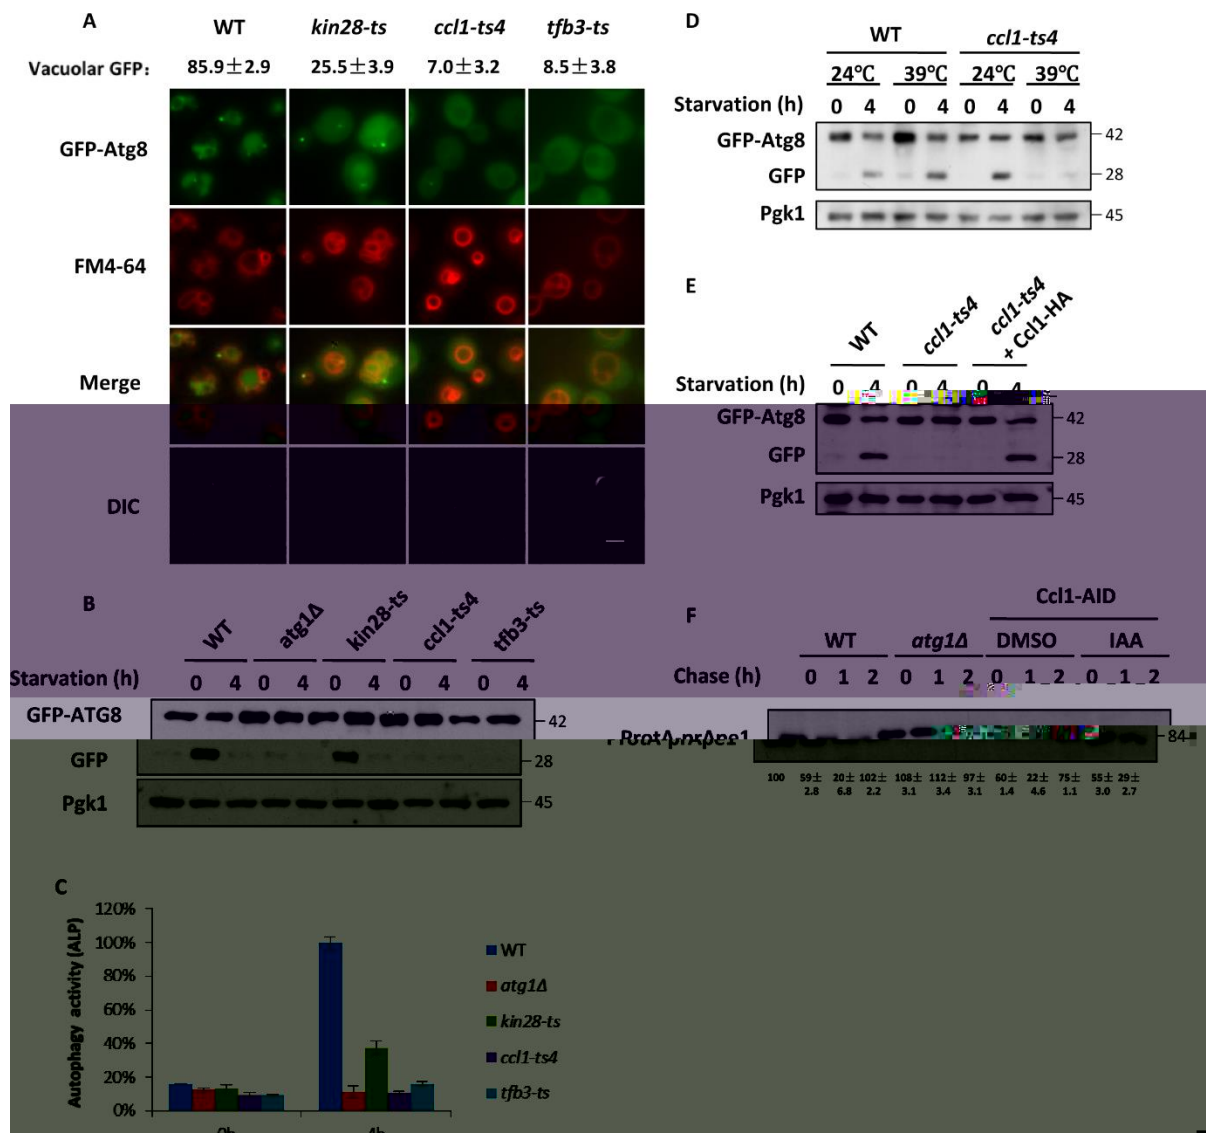 A
WT kin28-ts ccl1-ts4 tfb3-ts
Vacuolar GFP: 85.9±2.9 25.5±3.9 7.0±3.2 8.5±3.8
GFP-Atg8
FM4-64
Merge
DIC
B
WT atg1Δ kin28-ts ccl1-ts4 tfb3-ts
Starvation (h) 0 4 0 4 0 4 0 4 0 4
GFP-ATG8 42
GFP 28
Pgk1 45
C
Autophagy activity (ALP)
120%
100%
80%
60%
40%
20%
0%
WT
atg1Δ
kin28-ts
ccl1-ts4
tfb3-ts
D
WT ccl1-ts4
24℃ 39℃ 24℃ 39℃
Starvation (h) 0 4 0 4 0 4 0 4
GFP-Atg8 42
GFP 28
Pgk1 45
E
WT ccl1-ts4 ccl1-ts4 + Ccl1-HA
Starvation (h) 0 4 0 4 0 4
GFP-Atg8 42
GFP 28
Pgk1 45
F
Ccl1-AID
WT atg1Δ DMSO IAA
Chase (h) 0 1 2 0 1 2 0 1 2 0 1 2
84
100 59± 20± 102± 108± 112± 97± 60± 22± 75± 55± 29±
2.8 6.8 2.2 3.1 3.4 3.1 1.4 4.6 1.1 3.0 2.7